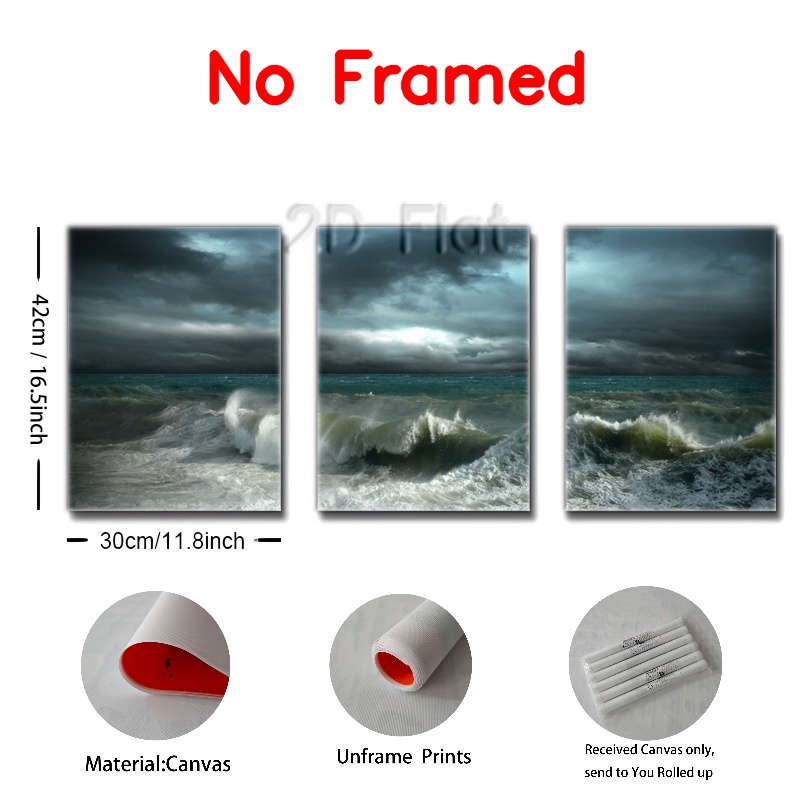 No Framed
2D Flat
42cm / 16.5inch
30cm/11.8inch
Material:Canvas
Unframe Prints
Received Canvas only,
send to You Rolled up